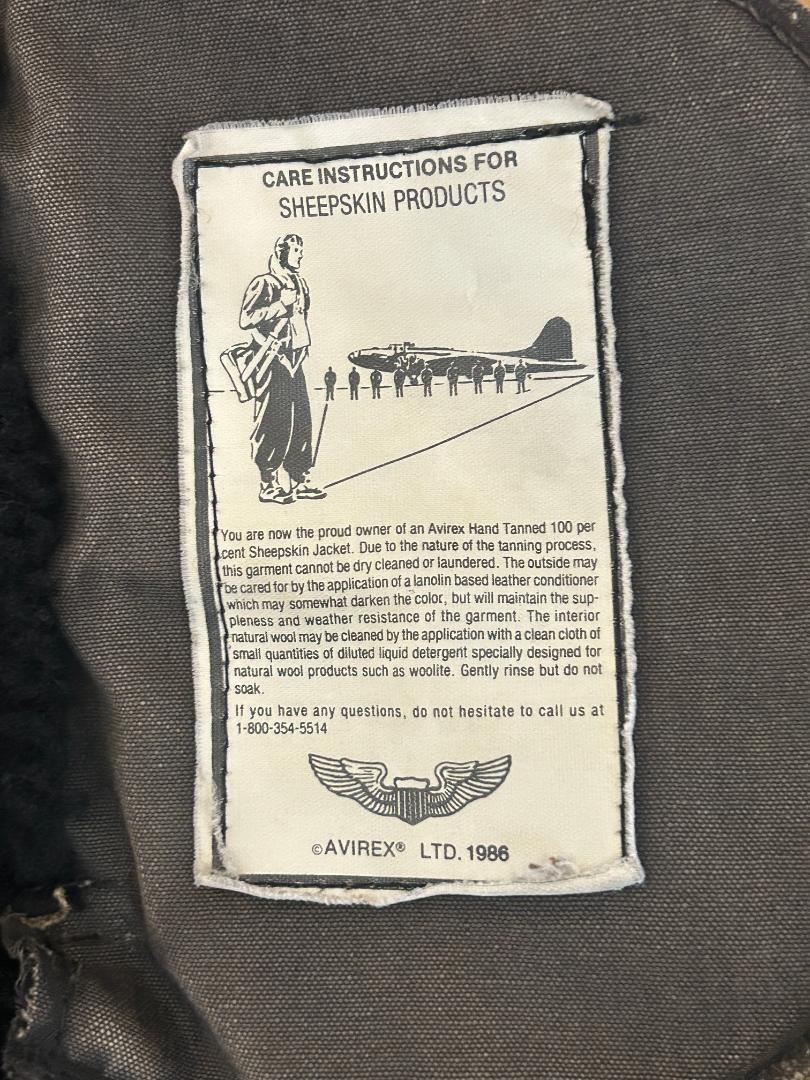 CARE INSTRUCTIONS FOR
SHEEPSKIN PRODUCTS
You are now the proud owner of an Avirex Hand Tanned 100 per
cent Sheepskin Jacket. Due to the nature of the tanning process,
this garment cannot be dry cleaned or laundered. The outside may
be cared for by the application of a lanolin based leather conditioner
which may somewhat darken the color, but will maintain the sup-
pleness and weather resistance of the garment. The interior
natural wool may be cleaned by the application with a clean cloth of
small quantities of diluted liquid detergent specially designed for
natural wool products such as woolite. Gently rinse but do not
soak.
If you have any questions, do not hesitate to call us at
1-800-354-5514
©AVIREX® LTD. 1986